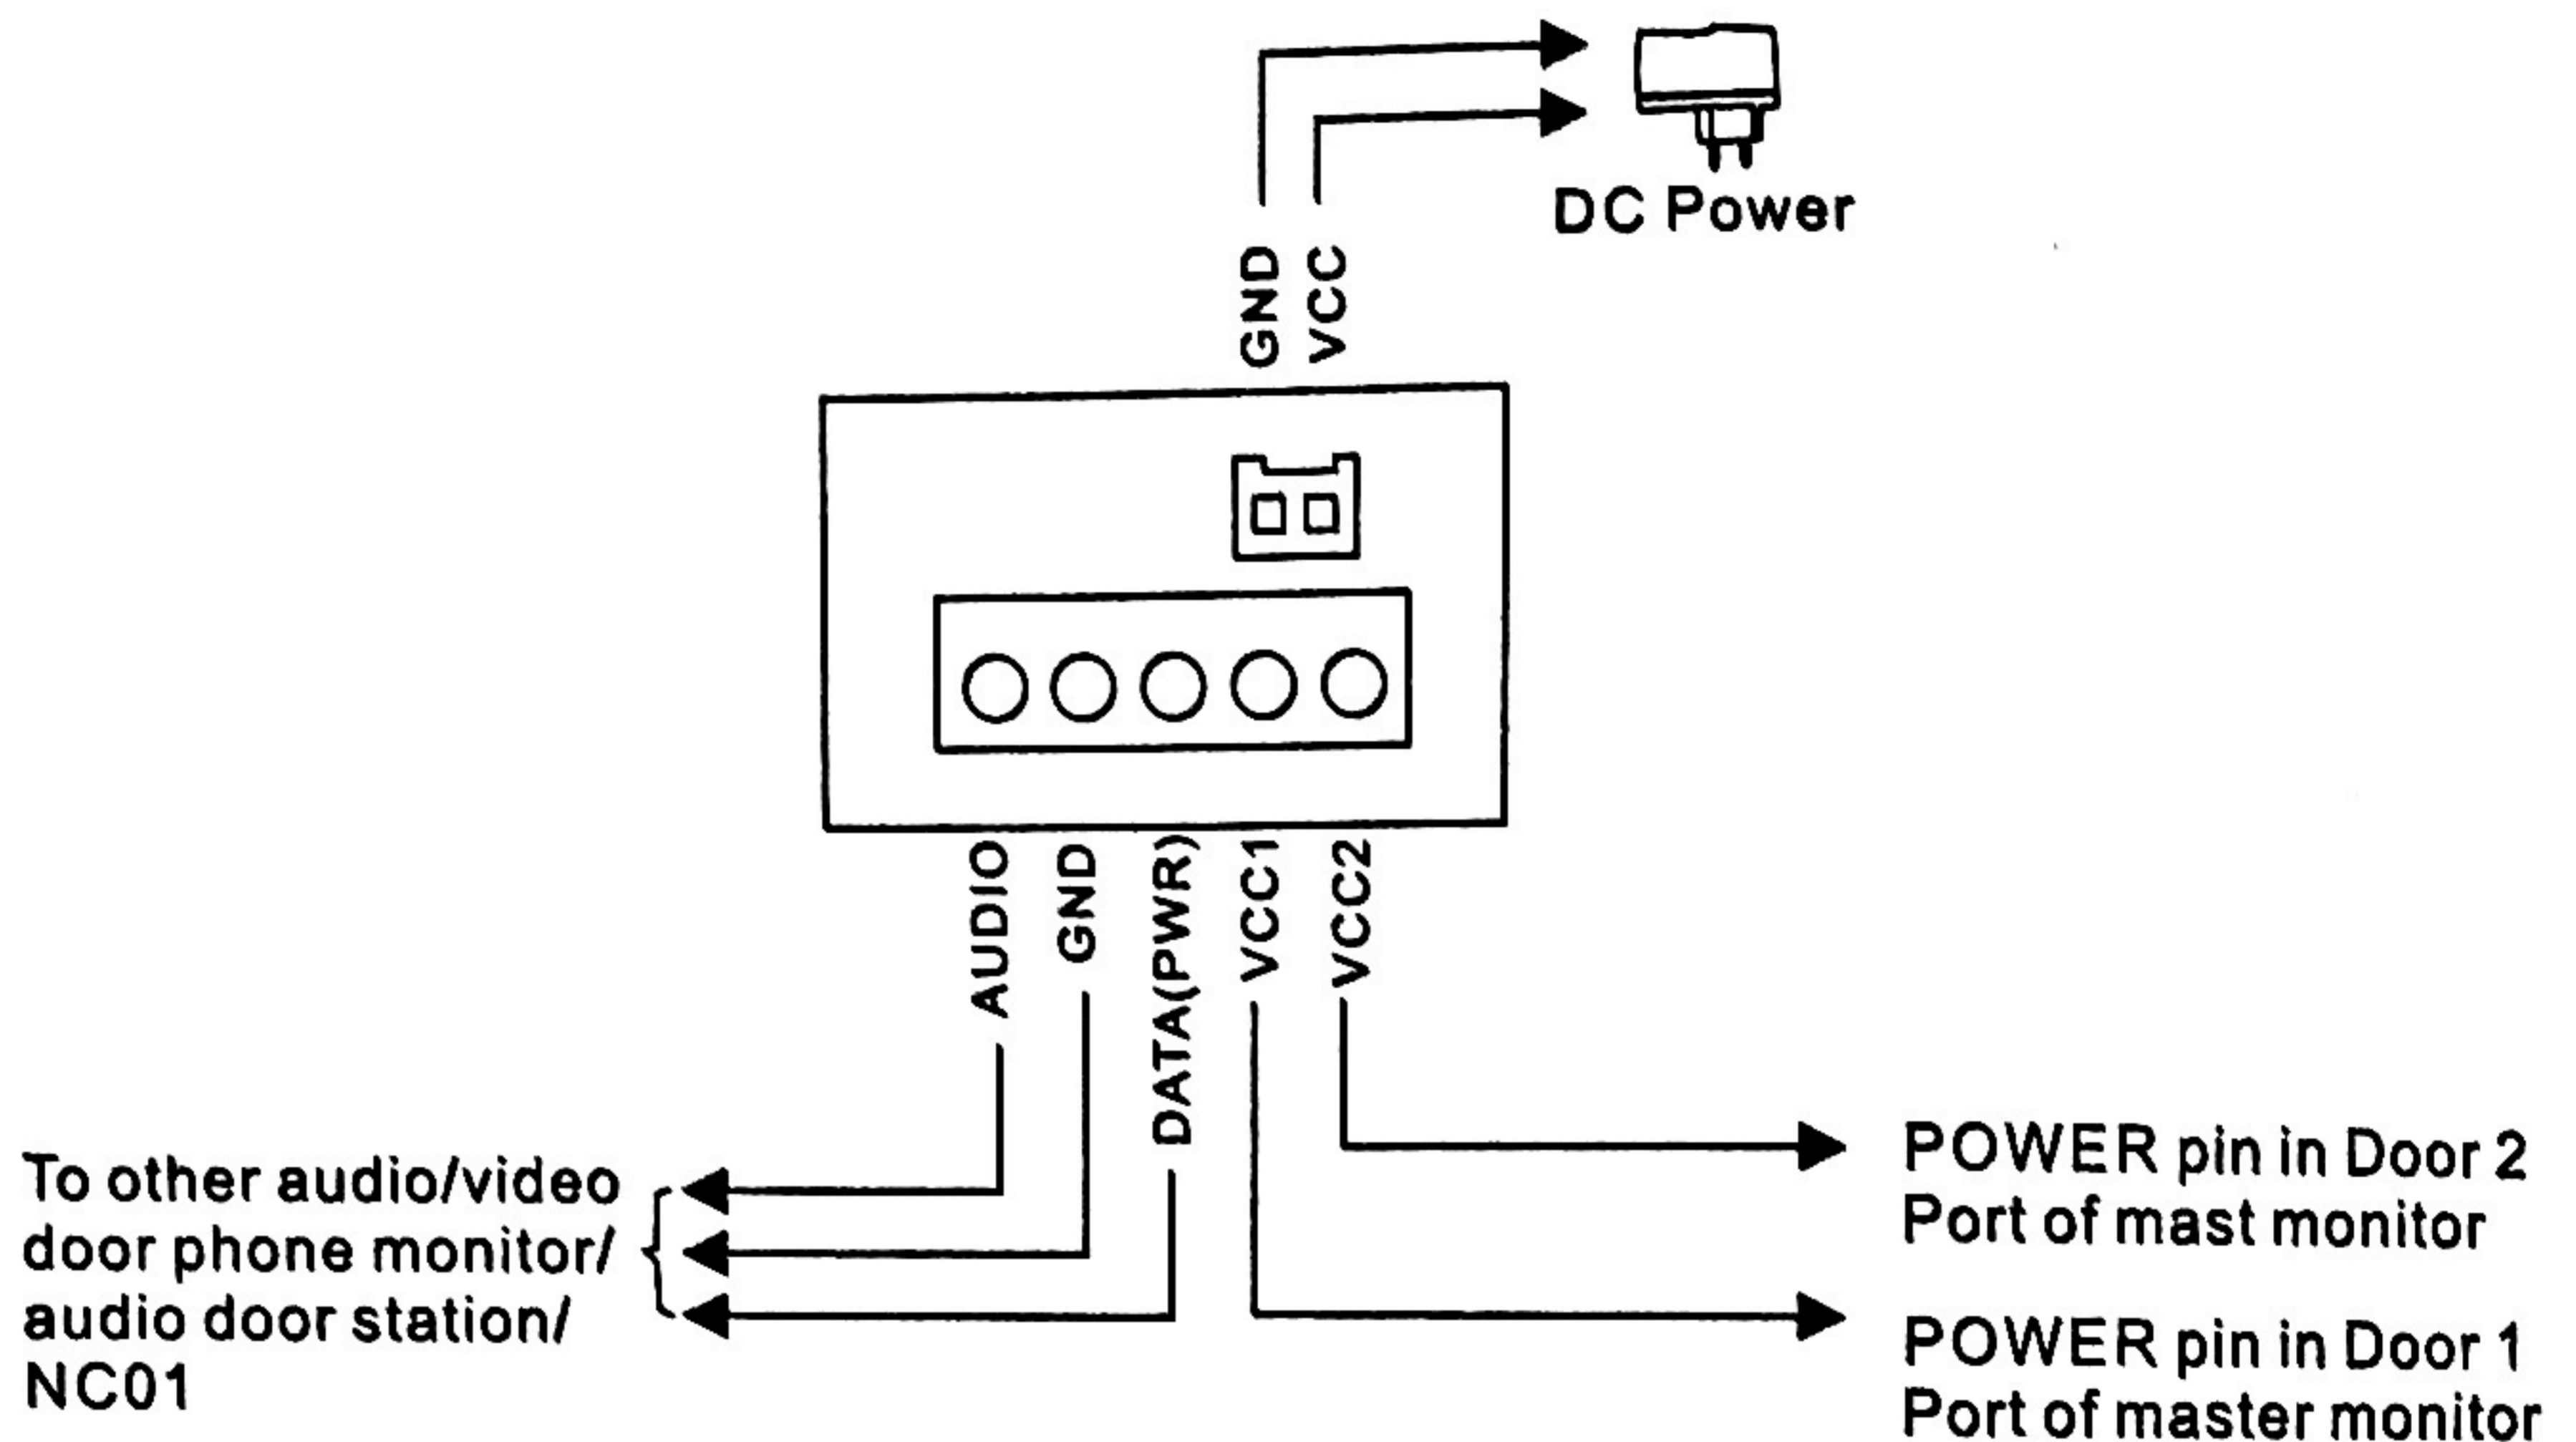 DC Power
GND
VCC
AUDIO
GND
DATA(PWR)
VCC1
VCC2
To other audio/video
door phone monitor/
audio door station/
NC01
POWER pin in Door 2
Port of mast monitor
POWER pin in Door 1
Port of master monitor